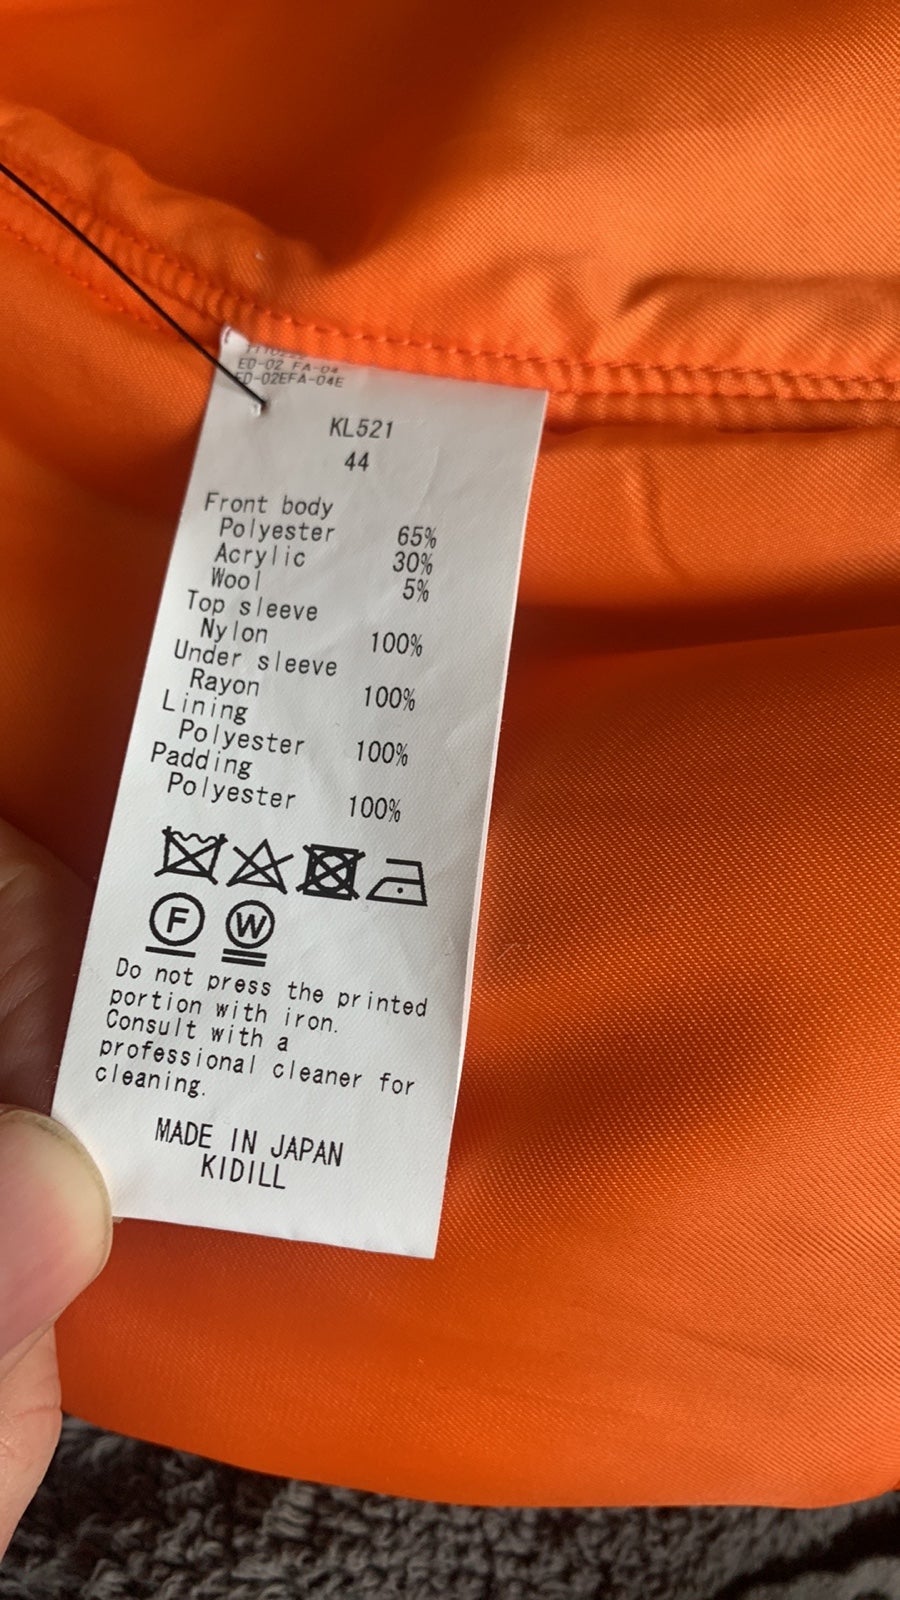 ED-02 FA-04
ED-02EFA-04E
KL521
44
Front body
Polyester 65%
Acrylic 30%
Wool 5%
Top sleeve
Nylon 100%
Under sleeve
Rayon 100%
Lining
Polyester 100%
Padding
Polyester 100%
F W
Do not press the printed
portion with iron.
Consult with a
professional cleaner for
cleaning.
MADE IN JAPAN
KIDILL